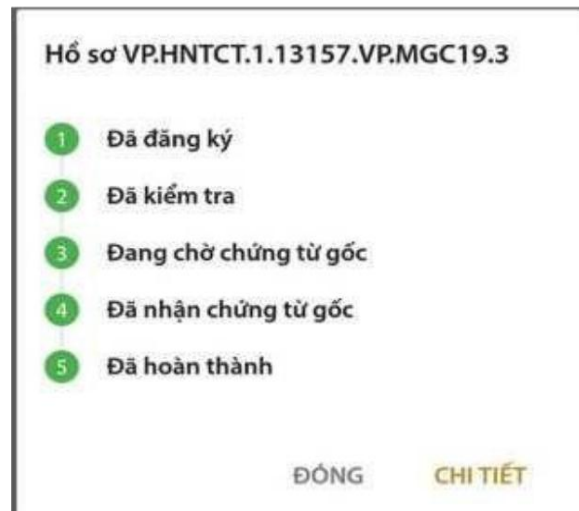 Hồ sơ VP.HNTCT.1.13157.VP.MGC19.3
1 Đã đăng ký
2 Đã kiểm tra
3 Đang chờ chứng từ gốc
4 Đã nhận chứng từ gốc
5 Đã hoàn thành
ĐÓNG CHI TIẾT